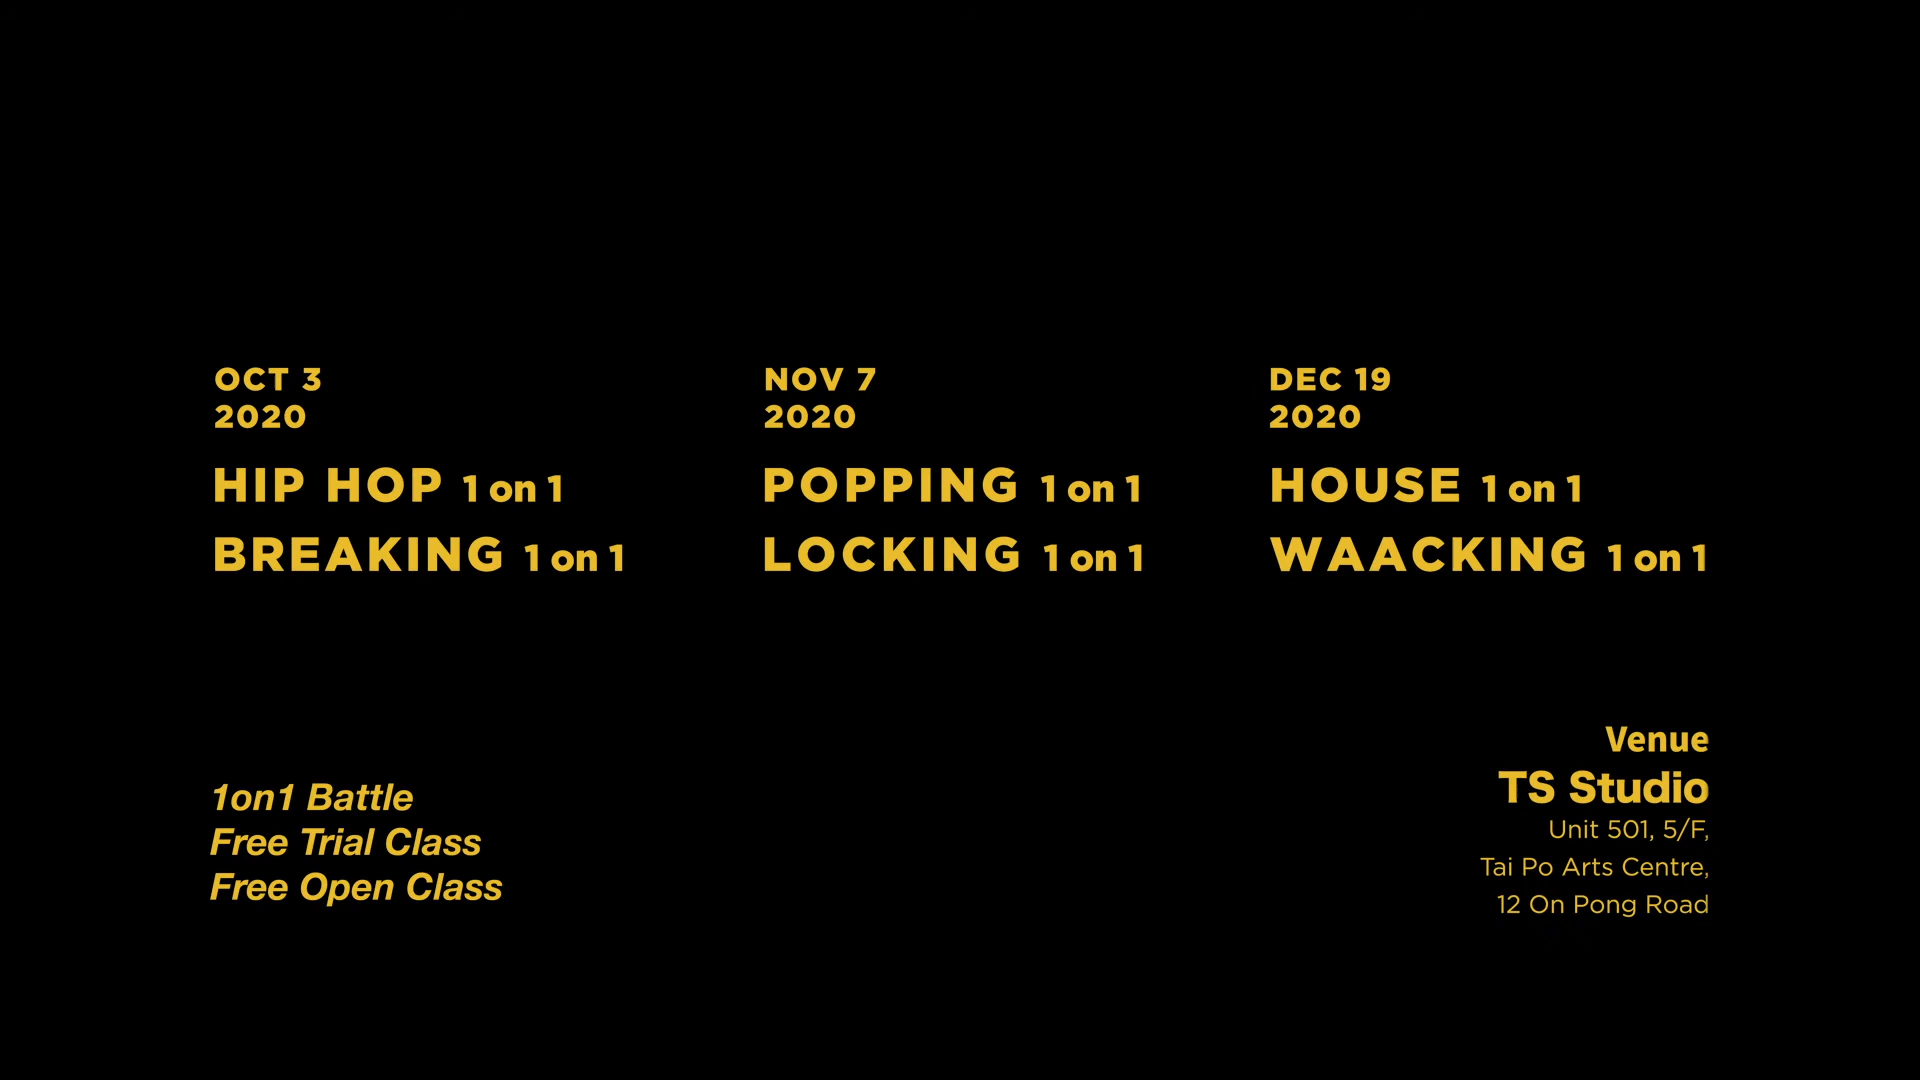 OCT 3
2020
HIP HOP 1 on 1
BREAKING 1 on 1
NOV 7
2020
POPPING 1 on 1
LOCKING 1 on 1
DEC 19
2020
HOUSE 1 on 1
WAACKING 1 on 1
1on1 Battle
Free Trial Class
Free Open Class
Venue
TS Studio
Unit 501, 5/F,
Tai Po Arts Centre,
12 On Pong Road